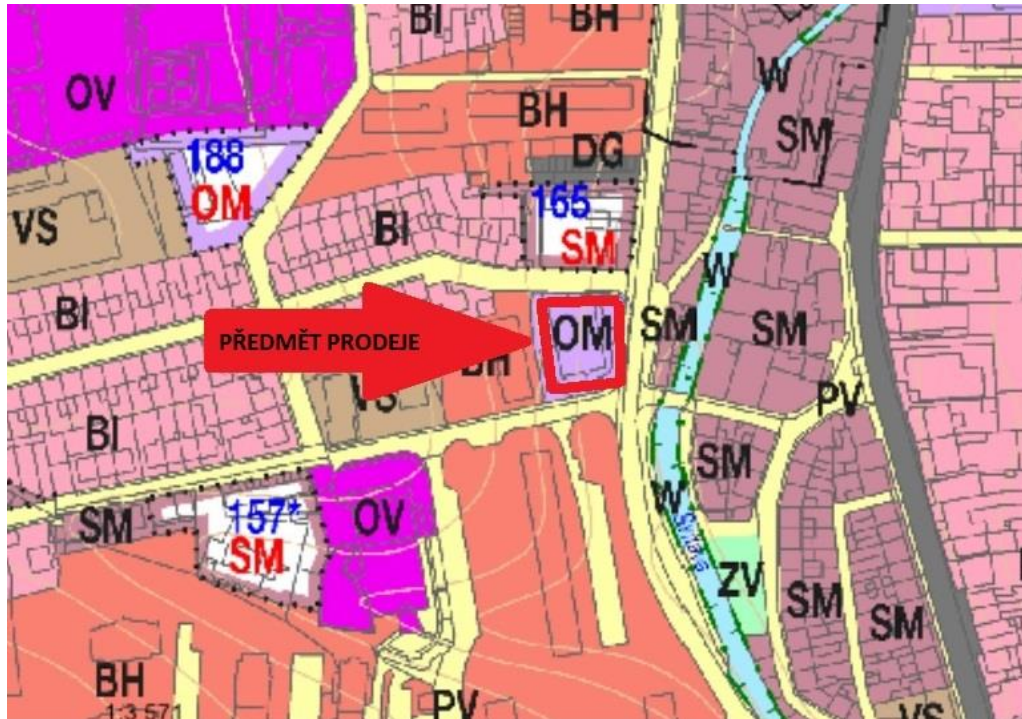 BI
BH
OV
W
BH
SM
188
DG
OM
165
VS
BI
SM
W
BI
OM
SM
SM
PŘEDMĚT PRODEJE
BH
VS
PV
BI
SM
157*
OV
W
SM
SM
ZV
SM
SM
BH
1:3 571
PV
VS